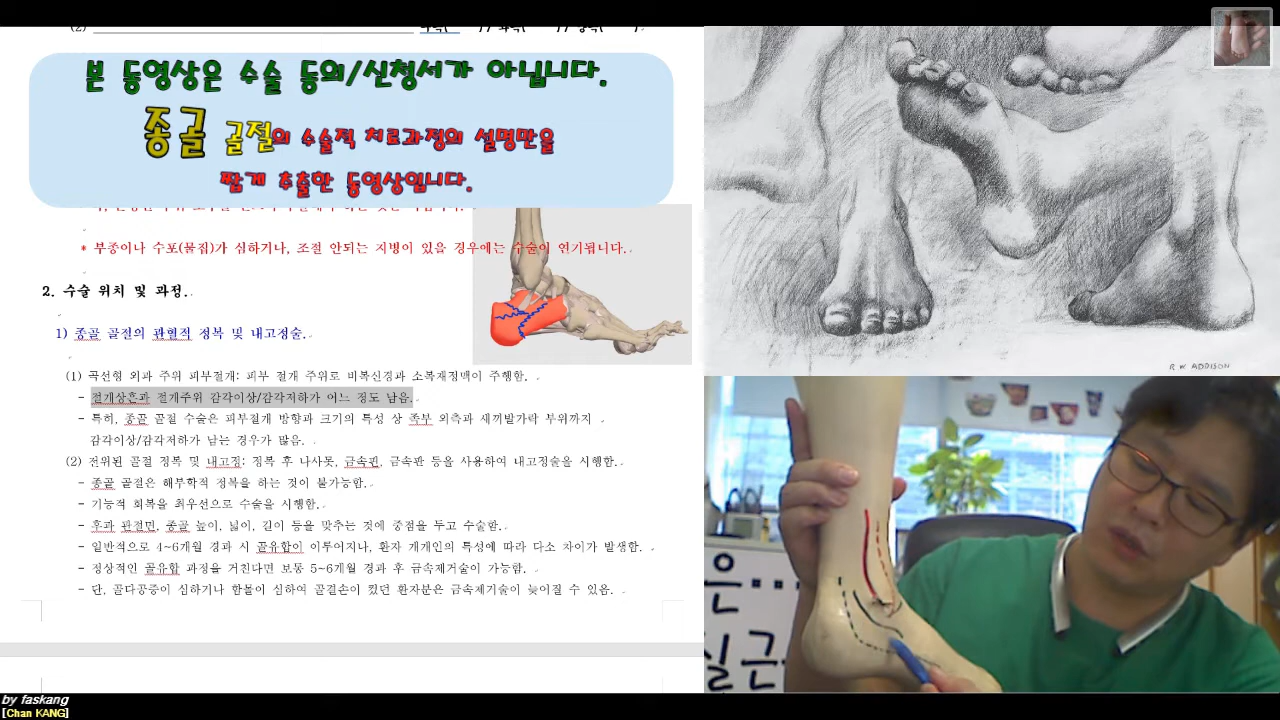 (2)
본 동영상은 수술 동의/신청서가 아닙니다.
종골 골절의 수술적 치료과정의 설명만을
짧게 추출한 동영상입니다.
* 부종이나 수포(물집)가 심하거나, 조절 안되는 지병이 있을 경우에는 수술이 연기됩니다.
2. 수술 위치 및 과정.
1) 종골 골절의 관혈적 정복 및 내고정술.
(1) 곡선형 외과 주위 피부절개: 피부 절개 주위로 비복신경과 소복재정맥이 주행함.
- 절개상흔과 절개주위 감각이상/감각저하가 어느 정도 남음.
- 특히, 종골 골절 수술은 피부절개 방향과 크기의 특성 상 족부 외측과 새끼발가락 부위까지
감각이상/감각저하가 남는 경우가 많음.
(2) 전위된 골절 정복 및 내고정: 정복 후 나사못, 금속핀, 금속판 등을 사용하여 내고정술을 시행함.
- 종골 골절은 해부학적 정복을 하는 것이 불가능함.
- 기능적 회복을 최우선으로 수술을 시행함.
- 후과 관절면, 종골 높이, 넓이, 길이 등을 맞추는 것에 중점을 두고 수술함.
- 일반적으로 4~6개월 경과 시 골유합이 이루어지나, 환자 개개인의 특성에 따라 다소 차이가 발생함.
- 정상적인 골유합 과정을 거친다면 보통 5~6개월 경과 후 금속제거술이 가능함.
- 단, 골다공증이 심하거나 함몰이 심하여 골결손이 컸던 환자분은 금속제거술이 늦어질 수 있음.
R W ADDISON
은...
실근
by faskang
[Chan KANG]